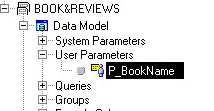 BOOK&REVIEWS
Data Model
System Parameters
User Parameters
P_BookName
Queries
Groups